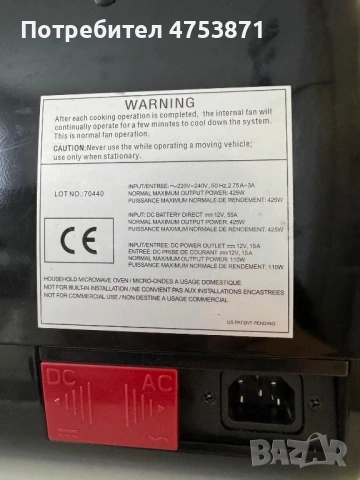 Потребител 4753871
WARNING
After each cooking operation is completed, the internal fan will
continually operate for a few minutes to cool down the system.
This is normal fan operation.
CAUTION:Never use the while operating a moving vehicle;
use only when stationary.
LOT NO.:70440
INPUT/ENTREE:～220V-240V,50 Hz,2.75A-3A
NORMAL MAXIMUM OUTPUT POWER: 425W
PUISSANCE MAXIMUM NORMALE DE RENDEMENT: 425W
INPUT: DC BATTERY DIRECT ⎓ 12V, 55A
NORMAL MAXIMUM OUTPUT POWER: 425W
PUISSANCE MAXIMUM NORMALE DE RENDEMENT: 425W
CE
INPUT/ENTREE: DC POWER OUTLET ⎓ 12V, 15A
ENTREE: DC PRISE DE COURANT ⎓ 12V, 15A
NORMAL MAXIMUM OUTPUT POWER: 110W
PUISSANCE MAXIMUM NORMALE DE RENDEMENT: 110W
HOUSEHOLD MICROWAVE OVEN / MICRO-ONDES A USAGE DOMESTIQUE
NOT FOR BUILT-IN INSTALLATION / NE CONVIENT PAS AUX INSTALLATIONS ENCASTREES
NOT FOR COMMERCIAL USE / NON DESTINE A USAGE COMMERCIAL
US PATENT PENDING
DC AC
BAZAR
bg